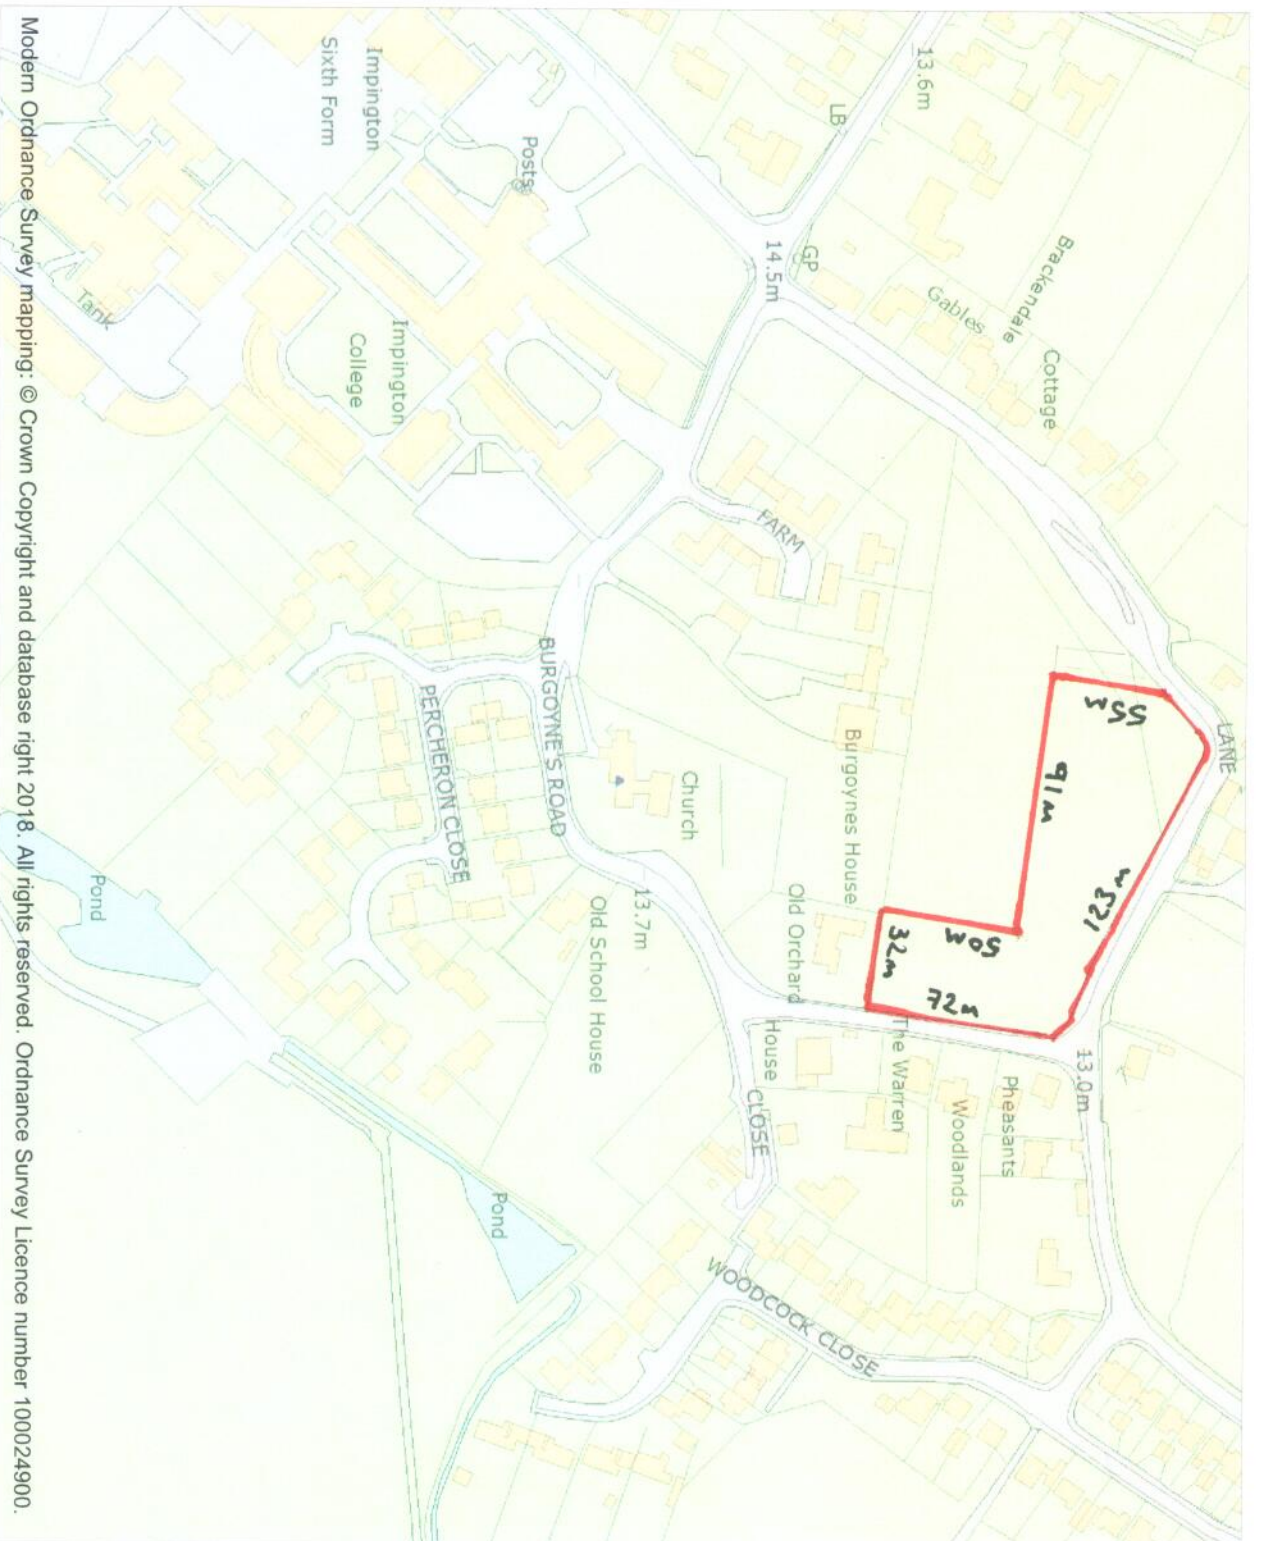 13.6m
LB
Brackendale
Gables
Cottage
GP
14.5m
Posts
Impington
Sixth Form
Impington
College
Tank
FARM
LANE
55M
91m
123m
50M
32m
72m
Burgoynes House
Church
Old Orchard
House
BURGOYNE'S ROAD
PERCHERON CLOSE
13.7m
Old School House
The Warren
13.0m
Pheasants
Woodlands
CLOSE
WOODCOCK CLOSE
Pond
Pond
Modern Ordnance Survey mapping: © Crown Copyright and database right 2018. All rights reserved. Ordnance Survey Licence number 100024900.